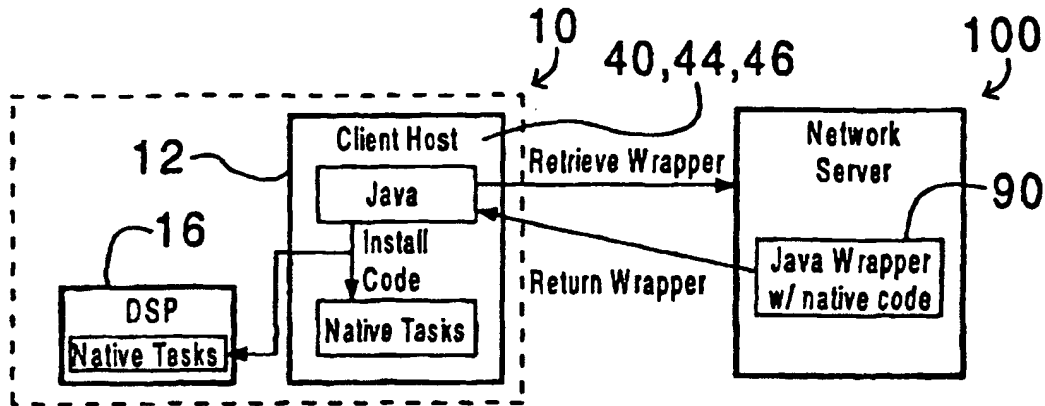 10
40,44,46
100
Client Host
Network
Server
12
Retrieve Wrapper
Java
90
16
Install
Code
Return Wrapper
Java Wrapper
w/ native code
DSP
Native Tasks
Native Tasks